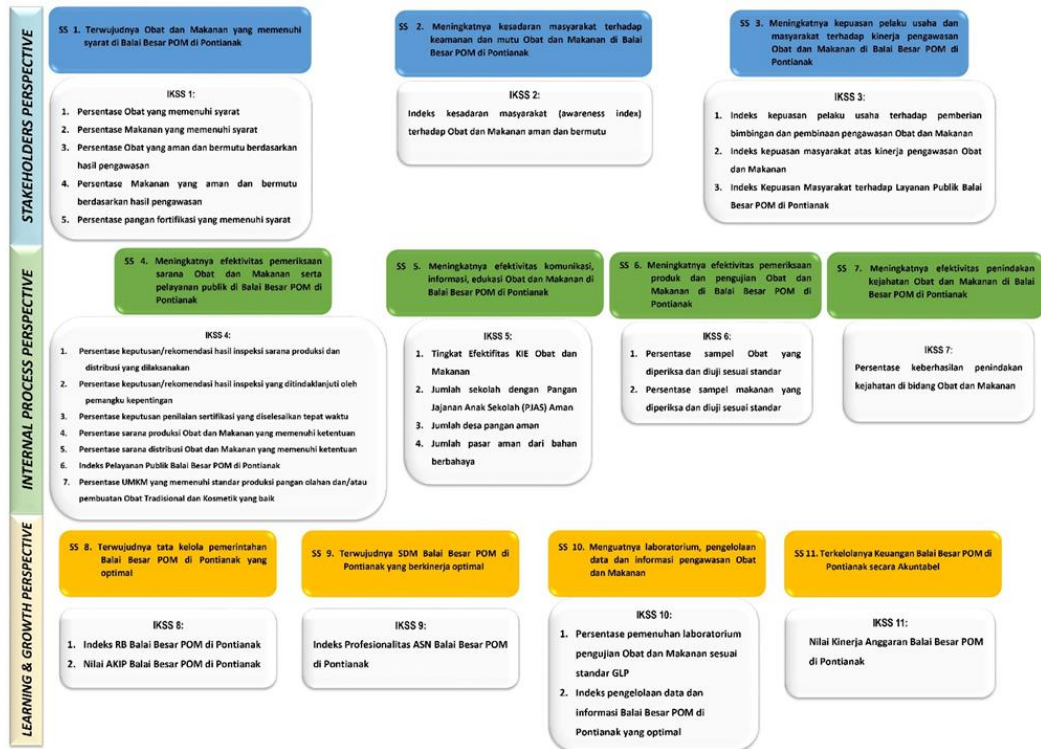 STAKEHOLDERS PERSPECTIVE
SS 1. Terwujudnya Obat dan Makanan yang memenuhi
syarat di Balai Besar POM di Pontianak
IKSS 1:
1. Persentase Obat yang memenuhi syarat
2. Persentase Makanan yang memenuhi syarat
3. Persentase Obat yang aman dan bermutu berdasarkan
hasil pengawasan
4. Persentase Makanan yang aman dan bermutu
berdasarkan hasil pengawasan
5. Persentase pangan fortifikasi yang memenuhi syarat
SS 2. Meningkatnya kesadaran masyarakat terhadap
keamanan dan mutu Obat dan Makanan di Balai
Besar POM di Pontianak
IKSS 2:
Indeks kesadaran masyarakat (awareness index)
terhadap Obat dan Makanan aman dan bermutu
SS 3. Meningkatnya kepuasan pelaku usaha dan
masyarakat terhadap kinerja pengawasan
Obat dan Makanan di Balai Besar POM di
Pontianak
IKSS 3:
1. Indeks kepuasan pelaku usaha terhadap pemberian
bimbingan dan pembinaan pengawasan Obat dan Makanan
2. Indeks kepuasan masyarakat atas kinerja pengawasan Obat
dan Makanan
3. Indeks Kepuasan Masyarakat terhadap Layanan Publik Balai
Besar POM di Pontianak
INTERNAL PROCESS PERSPECTIVE
SS 4. Meningkatnya efektivitas pemeriksaan
sarana Obat dan Makanan serta
pelayanan publik di Balai Besar POM di
Pontianak
IKSS 4:
1. Persentase keputusan/rekomendasi hasil inspeksi sarana produksi dan
distribusi yang dilaksanakan
2. Persentase keputusan/rekomendasi hasil inspeksi yang ditindaklanjuti oleh
pemangku kepentingan
3. Persentase keputusan penilaian sertifikasi yang diselesaikan tepat waktu
4. Persentase sarana produksi Obat dan Makanan yang memenuhi ketentuan
5. Persentase sarana distribusi Obat dan Makanan yang memenuhi ketentuan
6. Indeks Pelayanan Publik Balai Besar POM di Pontianak
7. Persentase UMKM yang memenuhi standar produksi pangan olahan dan/atau
pembuatan Obat Tradisional dan Kosmetik yang baik
SS 5. Meningkatnya efektivitas komunikasi,
informasi, edukasi Obat dan Makanan di
Balai Besar POM di Pontianak
IKSS 5:
1. Tingkat Efektifitas KIE Obat dan
Makanan
2. Jumlah sekolah dengan Pangan
Jajanan Anak Sekolah (PJAS) Aman
3. Jumlah desa pangan aman
4. Jumlah pasar aman dari bahan
berbahaya
SS 6. Meningkatnya efektivitas pemeriksaan
produk dan pengujian Obat dan
Makanan di Balai Besar POM di
Pontianak
IKSS 6:
1. Persentase sampel Obat yang
diperiksa dan diuji sesuai standar
2. Persentase sampel makanan yang
diperiksa dan diuji sesuai standar
SS 7. Meningkatnya efektivitas penindakan
kejahatan Obat dan Makanan di Balai
Besar POM di Pontianak
IKSS 7:
Persentase keberhasilan penindakan
kejahatan di bidang Obat dan Makanan
LEARNING & GROWTH PERSPECTIVE
SS 8. Terwujudnya tata kelola pemerintahan
Balai Besar POM di Pontianak yang
optimal
IKSS 8:
1. Indeks RB Balai Besar POM di Pontianak
2. Nilai AKIP Balai Besar POM di Pontianak
SS 9. Terwujudnya SDM Balai Besar POM di
Pontianak yang berkinerja optimal
IKSS 9:
Indeks Profesionalitas ASN Balai Besar POM
di Pontianak
SS 10. Menguatnya laboratorium, pengelolaan
data dan informasi pengawasan Obat
dan Makanan
IKSS 10:
1. Persentase pemenuhan laboratorium
pengujian Obat dan Makanan sesuai
standar GLP
2. Indeks pengelolaan data dan
informasi Balai Besar POM di
Pontianak yang optimal
SS 11. Terkelolanya Keuangan Balai Besar POM di
Pontianak secara Akuntabel
IKSS 11:
Nilai Kinerja Anggaran Balai Besar POM
di Pontianak